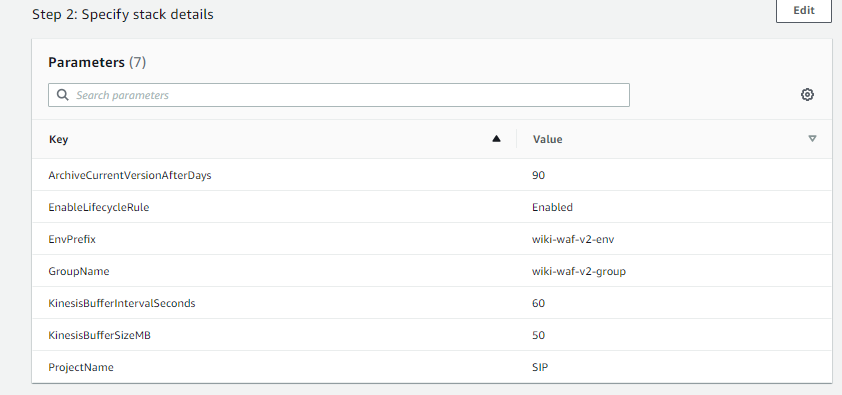 Step 2: Specify stack details
Edit
Parameters (7)
Search parameters
Key Value
ArchiveCurrentVersionAfterDays 90
EnableLifecycleRule Enabled
EnvPrefix wiki-waf-v2-env
GroupName wiki-waf-v2-group
KinesisBufferIntervalSeconds 60
KinesisBufferSizeMB 50
ProjectName SIP